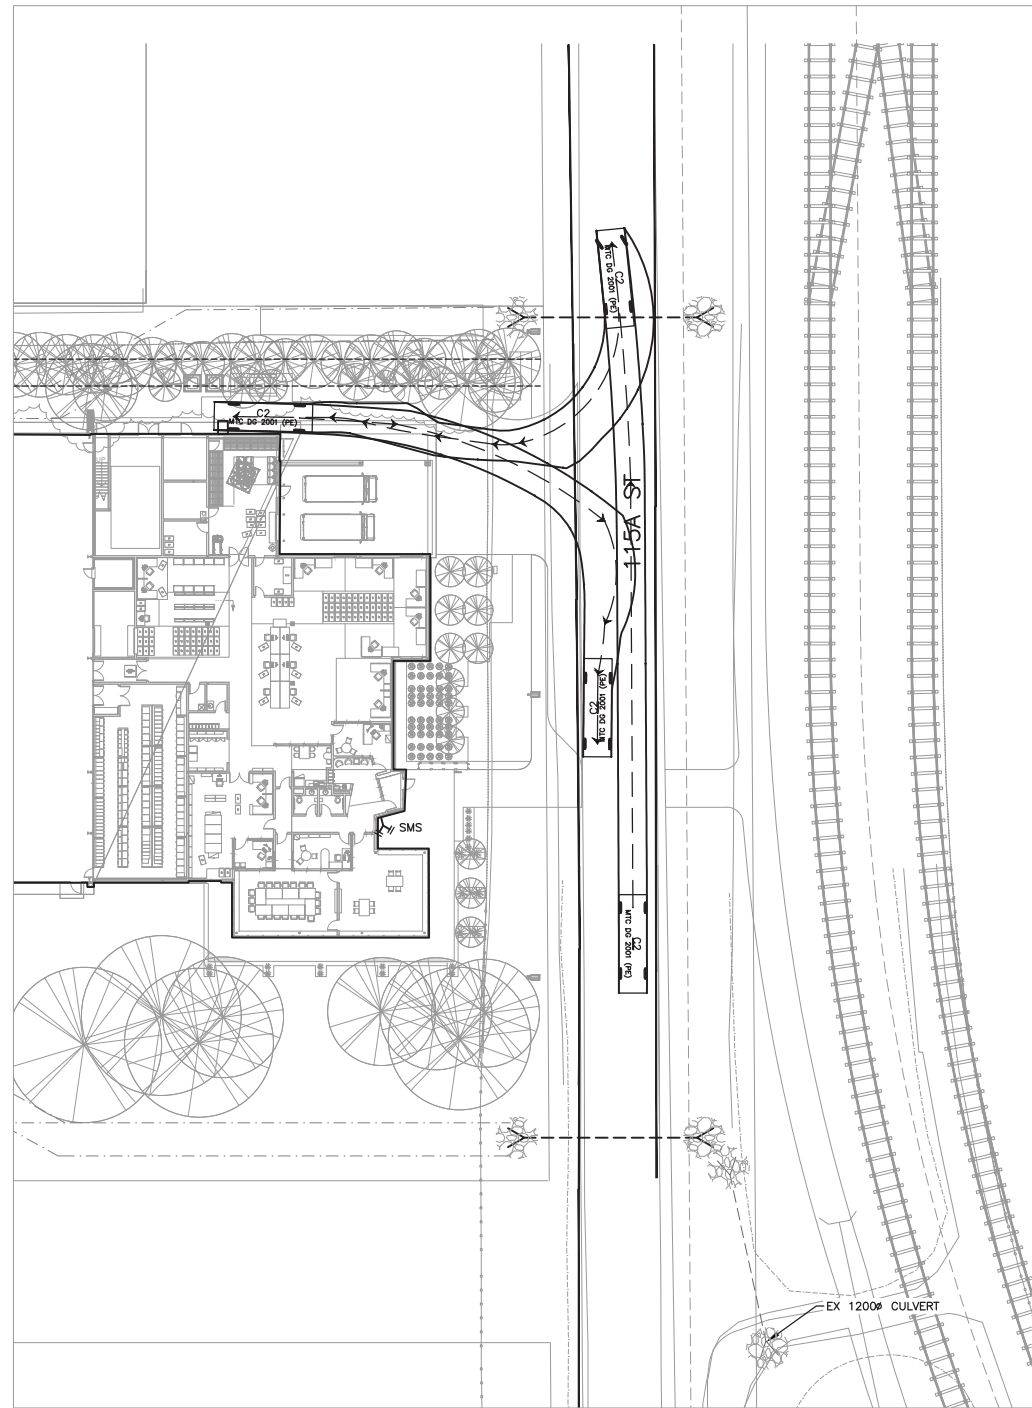 C2
MTC DG 2001 (PE)
C2
MTC DG 2001 (PE)
115A ST
C2
MTC DG 2001 (PE)
SMS
C2
MTC DG 2001 (PE)
EX 1200ø CULVERT